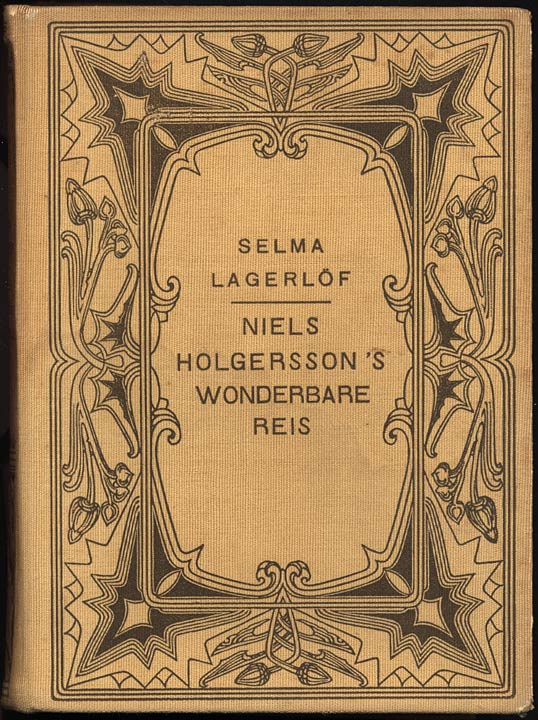 SELMA
LAGERLÖF
NIELS
HOLGERSSON'S
WONDERBARE
REIS